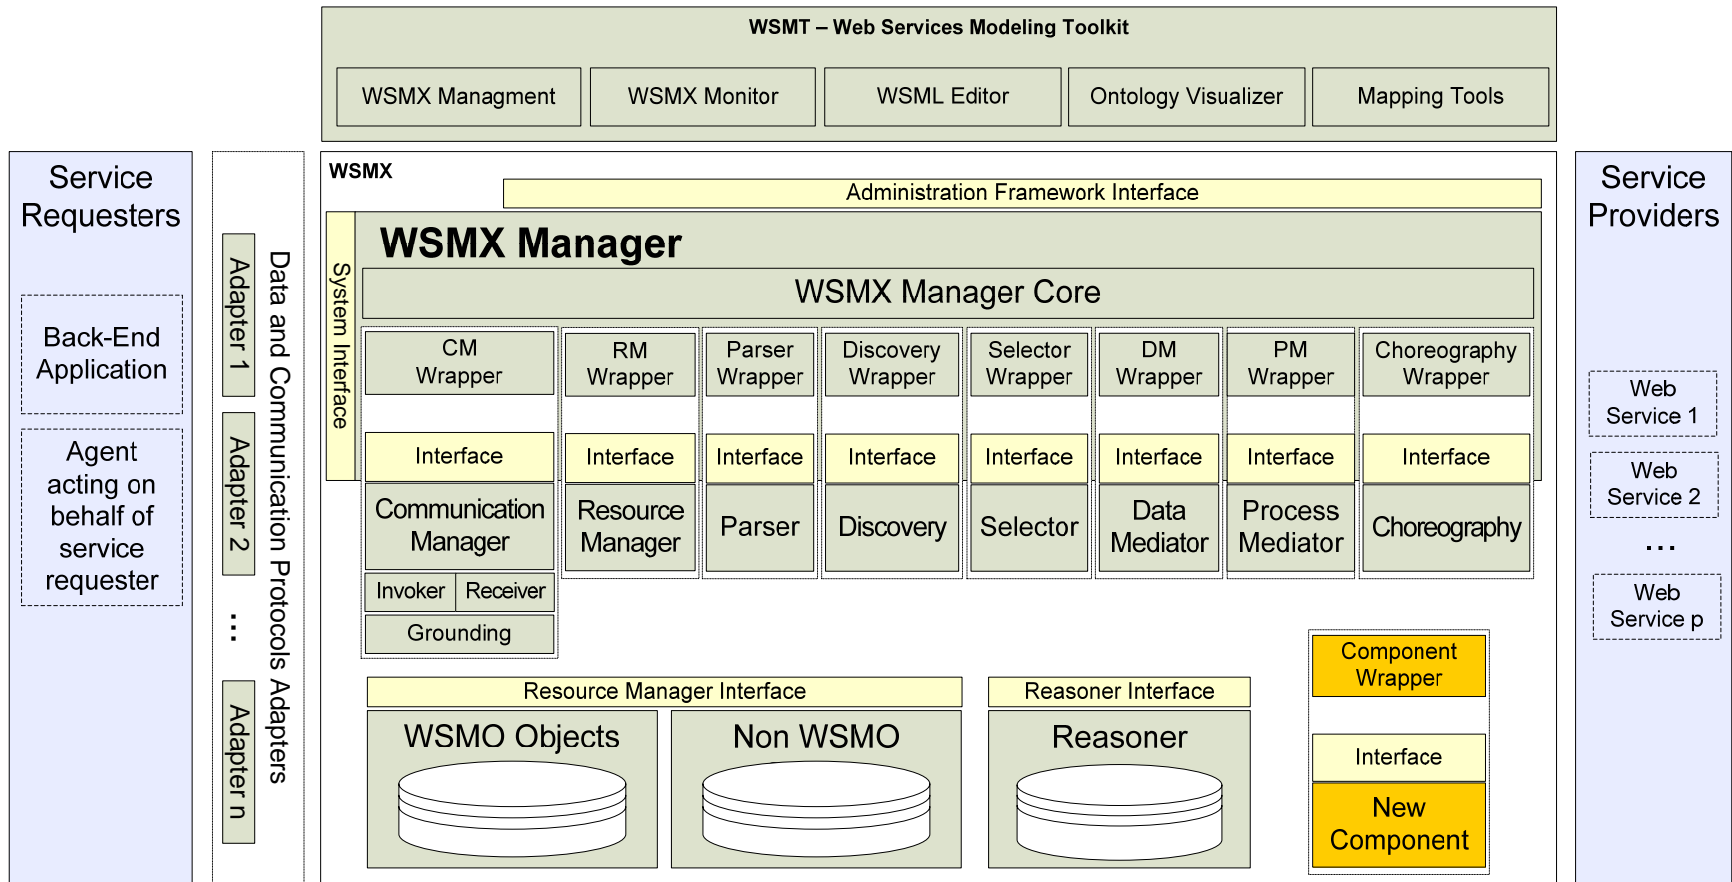 WSMT – Web Services Modeling Toolkit
WSMX Managment
WSMX Monitor
WSML Editor
Ontology Visualizer
Mapping Tools
Service
Requesters
Back-End
Application
Agent
acting on
behalf of
service
requester
Adapter 1
Adapter 2
...
Adapter n
Data and Communication Protocols Adapters
WSMX
Administration Framework Interface
System Interface
WSMX Manager
WSMX Manager Core
CM
Wrapper
RM
Wrapper
Parser
Wrapper
Discovery
Wrapper
Selector
Wrapper
DM
Wrapper
PM
Wrapper
Choreography
Wrapper
Interface
Interface
Interface
Interface
Interface
Interface
Interface
Interface
Communication
Manager
Resource
Manager
Parser
Discovery
Selector
Data
Mediator
Process
Mediator
Choreography
Invoker
Receiver
Grounding
Resource Manager Interface
WSMO Objects
Non WSMO
Reasoner Interface
Reasoner
Component
Wrapper
Interface
New
Component
Service
Providers
Web
Service 1
Web
Service 2
...
Web
Service p